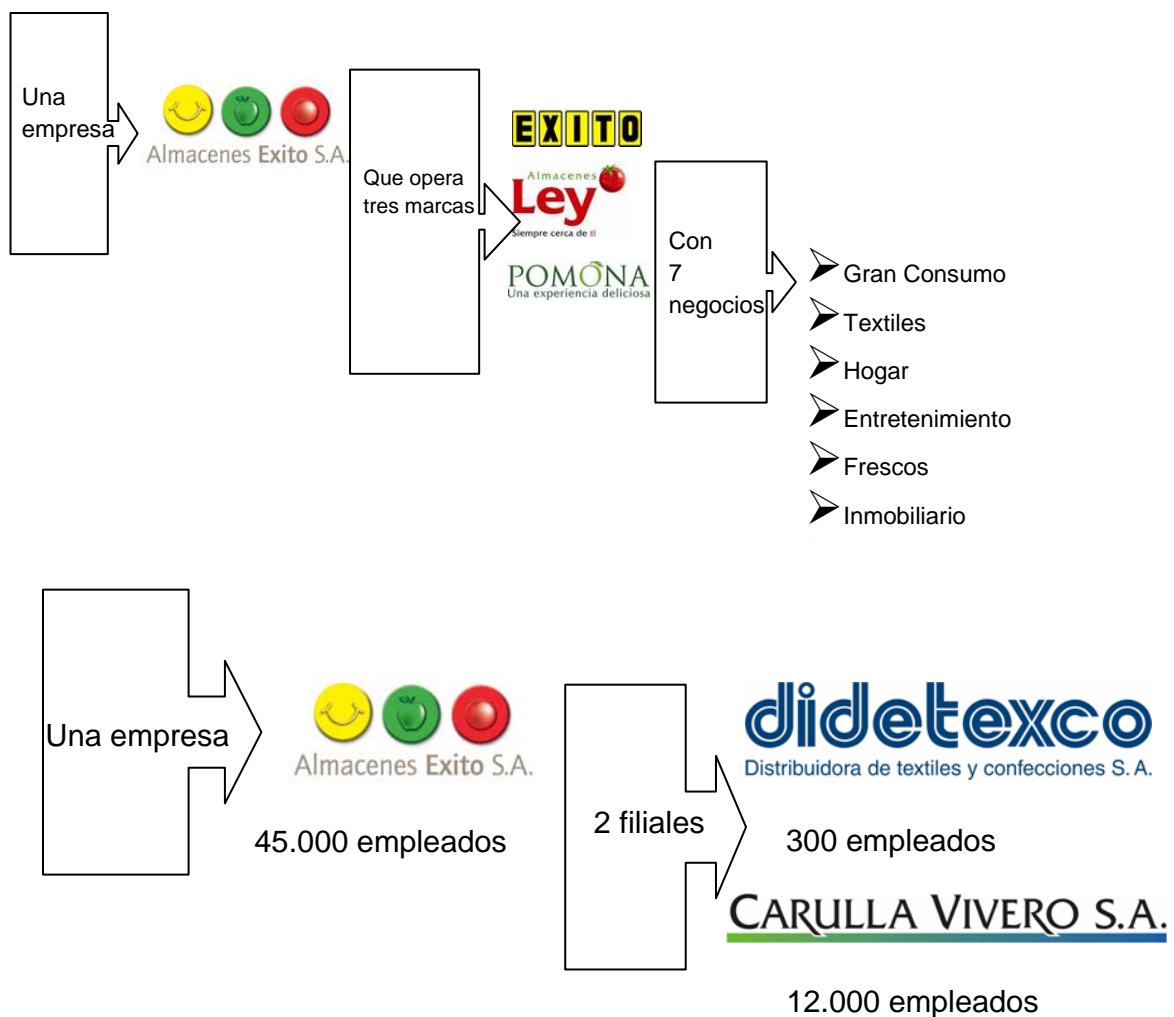 Una
empresa
Almacenes Exito S.A.
Que opera
tres marcas
EXITO
Almacenes
Ley
Siempre cerca de ti
POMONA
Una experiencia deliciosa
Con
7
negocios
Gran Consumo
Textiles
Hogar
Entretenimiento
Frescos
Inmobiliario
Una empresa
Almacenes Exito S.A.
45.000 empleados
2 filiales
didetexco
Distribuidora de textiles y confecciones S.A.
300 empleados
CARULLA VIVERO S.A.
12.000 empleados